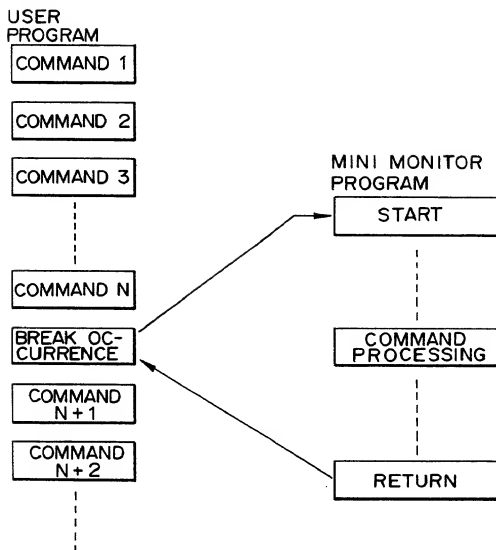 USER
PROGRAM
COMMAND 1
COMMAND 2
COMMAND 3
COMMAND N
BREAK OC-
CURRENCE
COMMAND
N+1
COMMAND
N+2
MINI MONITOR
PROGRAM
START
COMMAND
PROCESSING
RETURN